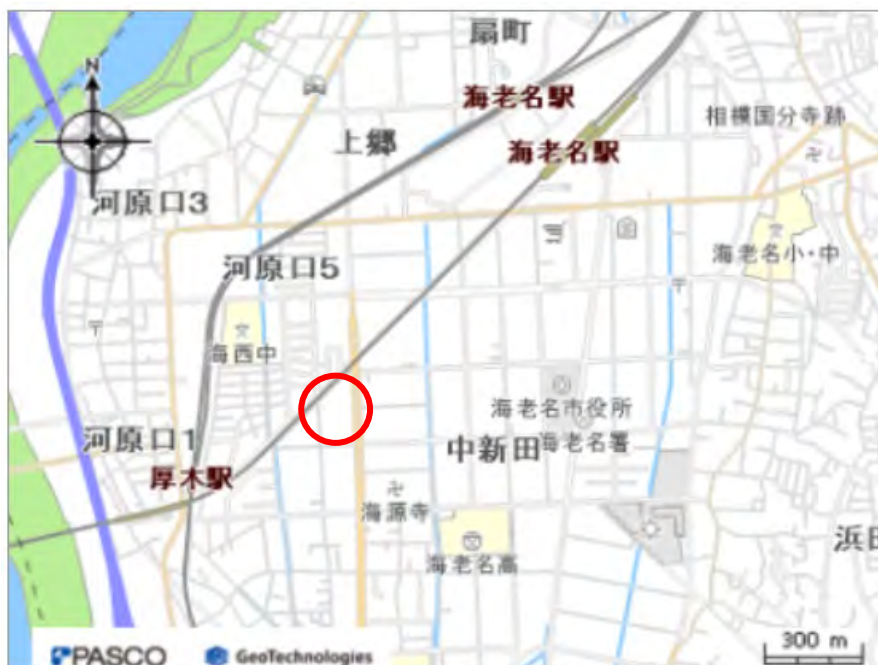 扇町
N
海老名駅
相模国分寺跡
上郷
海老名駅
河原口3
海老名小・中
河原口5
海西中
海老名市役所
河原口1
中新田
海老名署
厚木駅
海源寺
浜田
海老名高
300 m
PASCO
GeoTechnologies